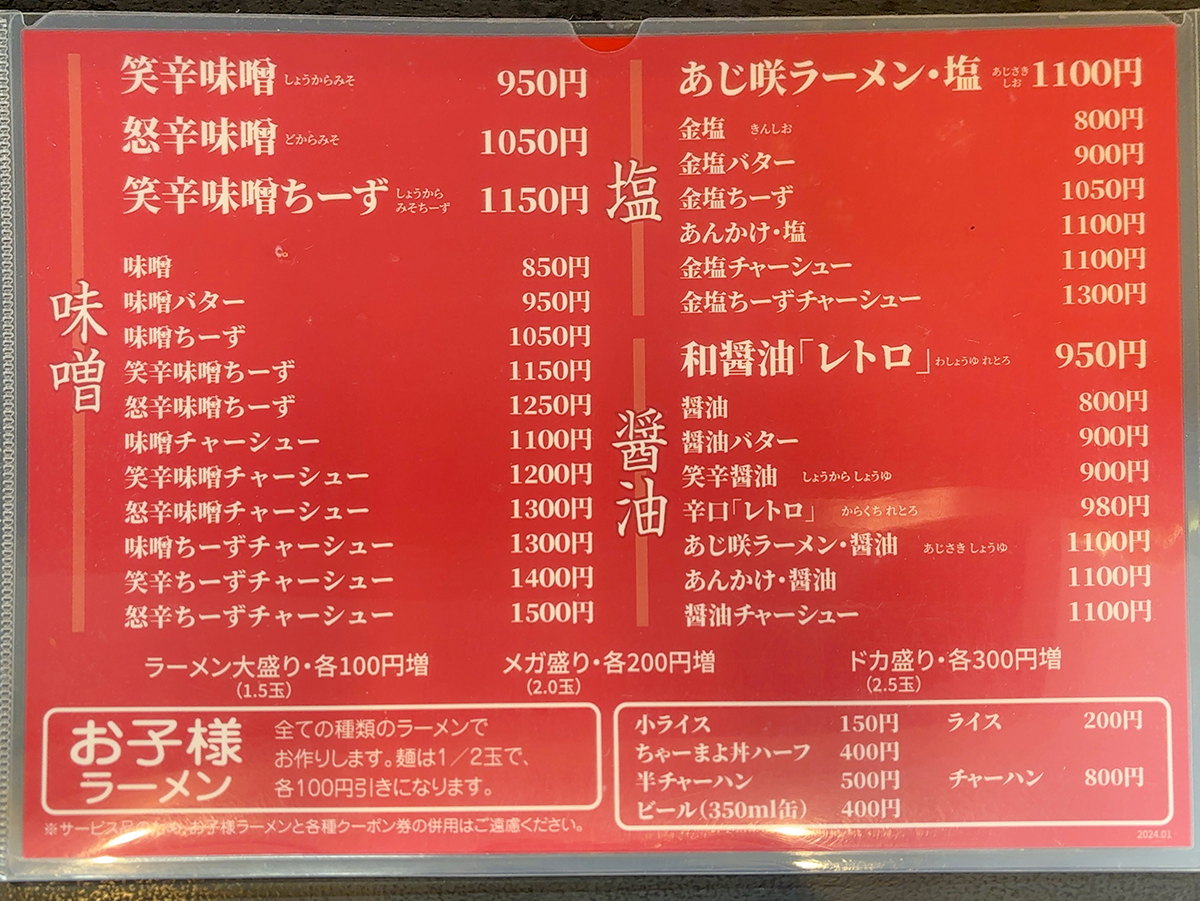 味噌
笑辛味噌 しょうからみそ 950円
怒辛味噌 どからみそ 1050円
笑辛味噌ちーず しょうからみそちーず 1150円
味噌 850円
味噌バター 950円
味噌ちーず 1050円
笑辛味噌ちーず 1150円
怒辛味噌ちーず 1250円
味噌チャーシュー 1100円
笑辛味噌チャーシュー 1200円
怒辛味噌チャーシュー 1300円
味噌ちーずチャーシュー 1300円
笑辛ちーずチャーシュー 1400円
怒辛ちーずチャーシュー 1500円
塩
あじ咲ラーメン・塩 あじさきしお 1100円
金塩 きんしお 800円
金塩バター 900円
金塩ちーず 1050円
あんかけ・塩 1100円
金塩チャーシュー 1100円
金塩ちーずチャーシュー 1300円
醤油
和醤油「レトロ」 わしょうゆ れとろ 950円
醤油 800円
醤油バター 900円
笑辛醤油 しょうから しょうゆ 900円
辛口「レトロ」 からくち れとろ 980円
あじ咲ラーメン・醤油 あじさき しょうゆ 1100円
あんかけ・醤油 1100円
醤油チャーシュー 1100円
ラーメン大盛り・各100円増 メガ盛り・各200円増 ドカ盛り・各300円増
(1.5玉) (2.0玉) (2.5玉)
お子様
ラーメン
全ての種類のラーメンで
お作りします。麺は1/2玉で、
各100円引きになります。
※サービス品のため、お子様ラーメンと各種クーポン券の併用はご遠慮ください。
小ライス 150円 ライス 200円
ちゃーまよ丼ハーフ 400円
半チャーハン 500円 チャーハン 800円
ビール(350ml缶) 400円
2024.01